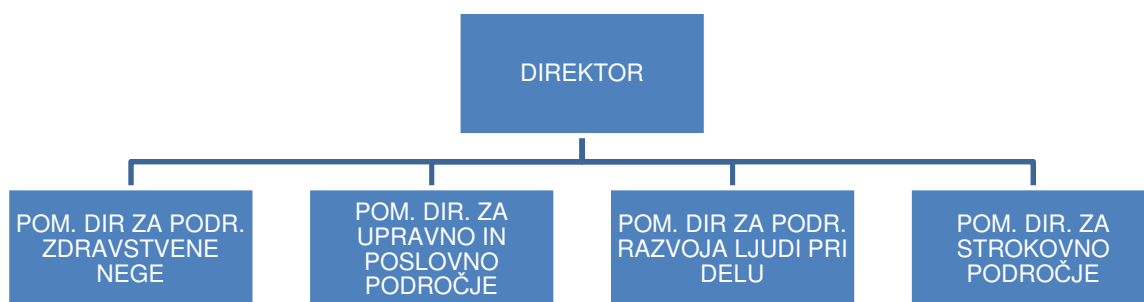 DIREKTOR
POM. DIR ZA PODR.
ZDRAVSTVENE
NEGE
POM. DIR. ZA
UPRAVNO IN
POSLOVNO
PODROČJE
POM. DIR ZA PODR.
RAZVOJA LJUDI PRI
DELU
POM. DIR. ZA
STROKOVNO
PODROČJE